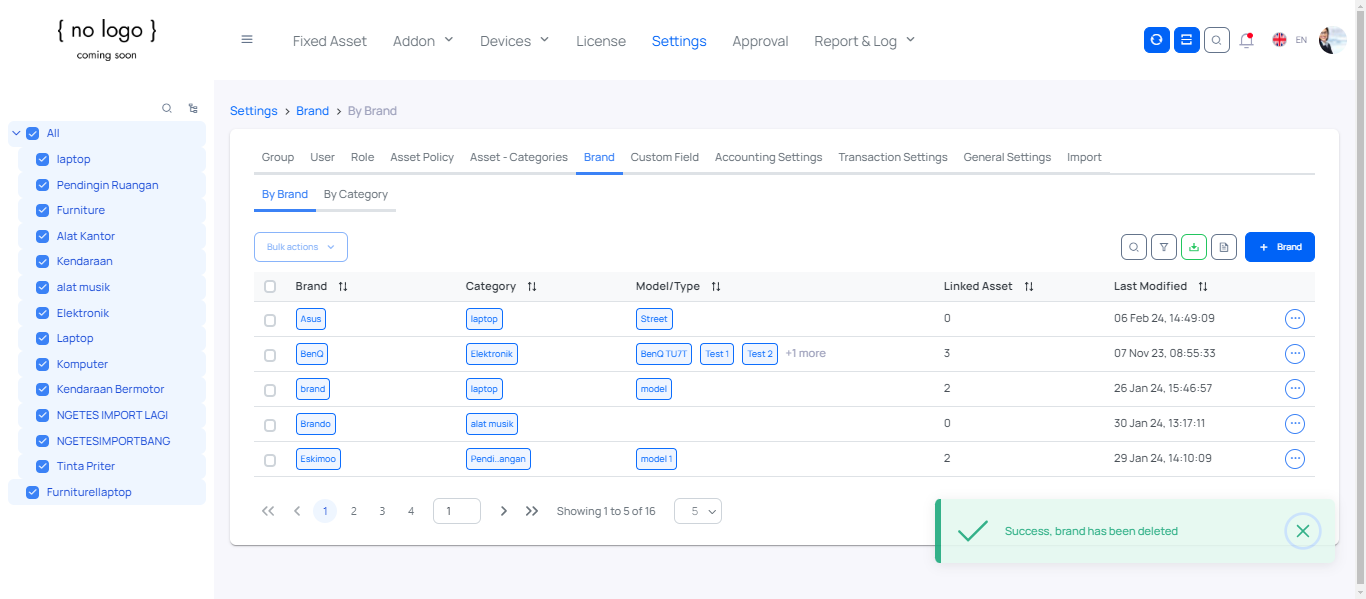 { no logo }
coming soon
Fixed Asset Addon Devices License Settings Approval Report & Log EN
All
laptop
Pendingin Ruangan
Furniture
Alat Kantor
Kendaraan
alat musik
Elektronik
Laptop
Komputer
Kendaraan Bermotor
NGETES IMPORT LAGI
NGETESIMPORTBANG
Tinta Priter
Furniturellaptop
Settings > Brand > By Brand
Group User Role Asset Policy Asset - Categories Brand Custom Field Accounting Settings Transaction Settings General Settings Import
By Brand By Category
Bulk actions + Brand
Brand Category Model/Type Linked Asset Last Modified
Asus laptop Street 0 06 Feb 24, 14:49:09
BenQ Elektronik BenQ TU7T Test 1 Test 2 +1 more 3 07 Nov 23, 08:55:33
brand laptop model 2 26 Jan 24, 15:46:57
Brando alat musik 0 30 Jan 24, 13:17:11
Eskimoo Pendi..angan model 1 2 29 Jan 24, 14:10:09
1 2 3 4 1 Showing 1 to 5 of 16 5
Success, brand has been deleted